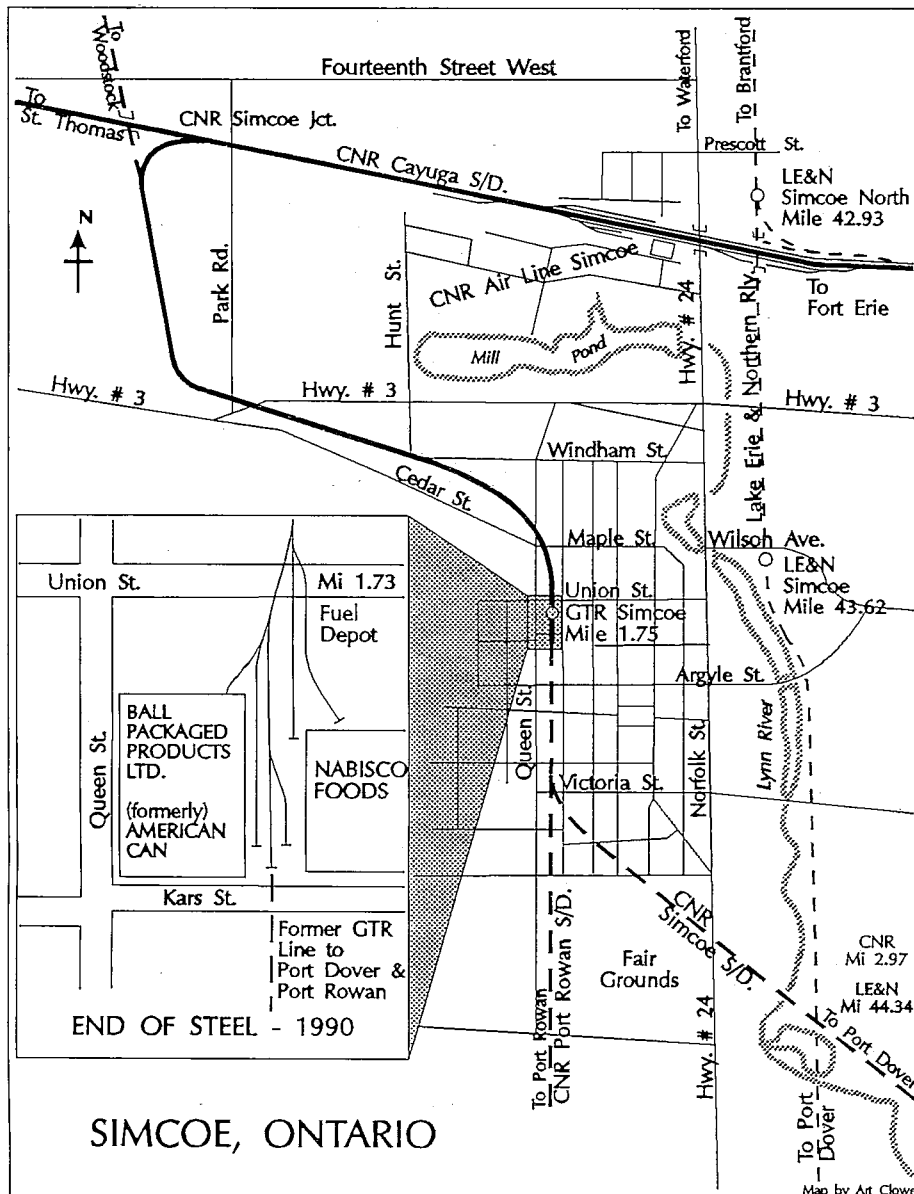 To
Woodstock
Fourteenth Street West
To Waterford
To Brantford
To
St. Thomas
CNR Simcoe Jct.
CNR Cayuga S/D.
Prescott St.
LE&N
Simcoe North
Mile 42.93
N
Park Rd.
Hunt St.
CNR Air Line Simcoe
Hwy. # 24
Lake Erie & Northern Rly.
To
Fort Erie
Mill Pond
Hwy. # 3
Hwy. # 3
Hwy. # 3
Windham St.
Cedar St.
Maple St.
Wilson Ave.
LE&N
Simcoe
Mile 43.62
Union St.
GTR Simcoe
Mile 1.75
Argyle St.
Queen St.
Norfolk St.
Lynn River
Victoria St.
Union St.
Mi 1.73
Fuel
Depot
Queen St.
BALL
PACKAGED
PRODUCTS
LTD.
(formerly)
AMERICAN
CAN
NABISCO
FOODS
Kars St.
Former GTR
Line to
Port Dover &
Port Rowan
END OF STEEL - 1990
CNR
Simcoe S/D.
Fair
Grounds
CNR
Mi 2.97
LE&N
Mi 44.34
To Port Rowan
CNR Port Rowan S/D.
Hwy. # 24
To Port Dover
To Port
Dover
SIMCOE, ONTARIO
Map by Art Clowe